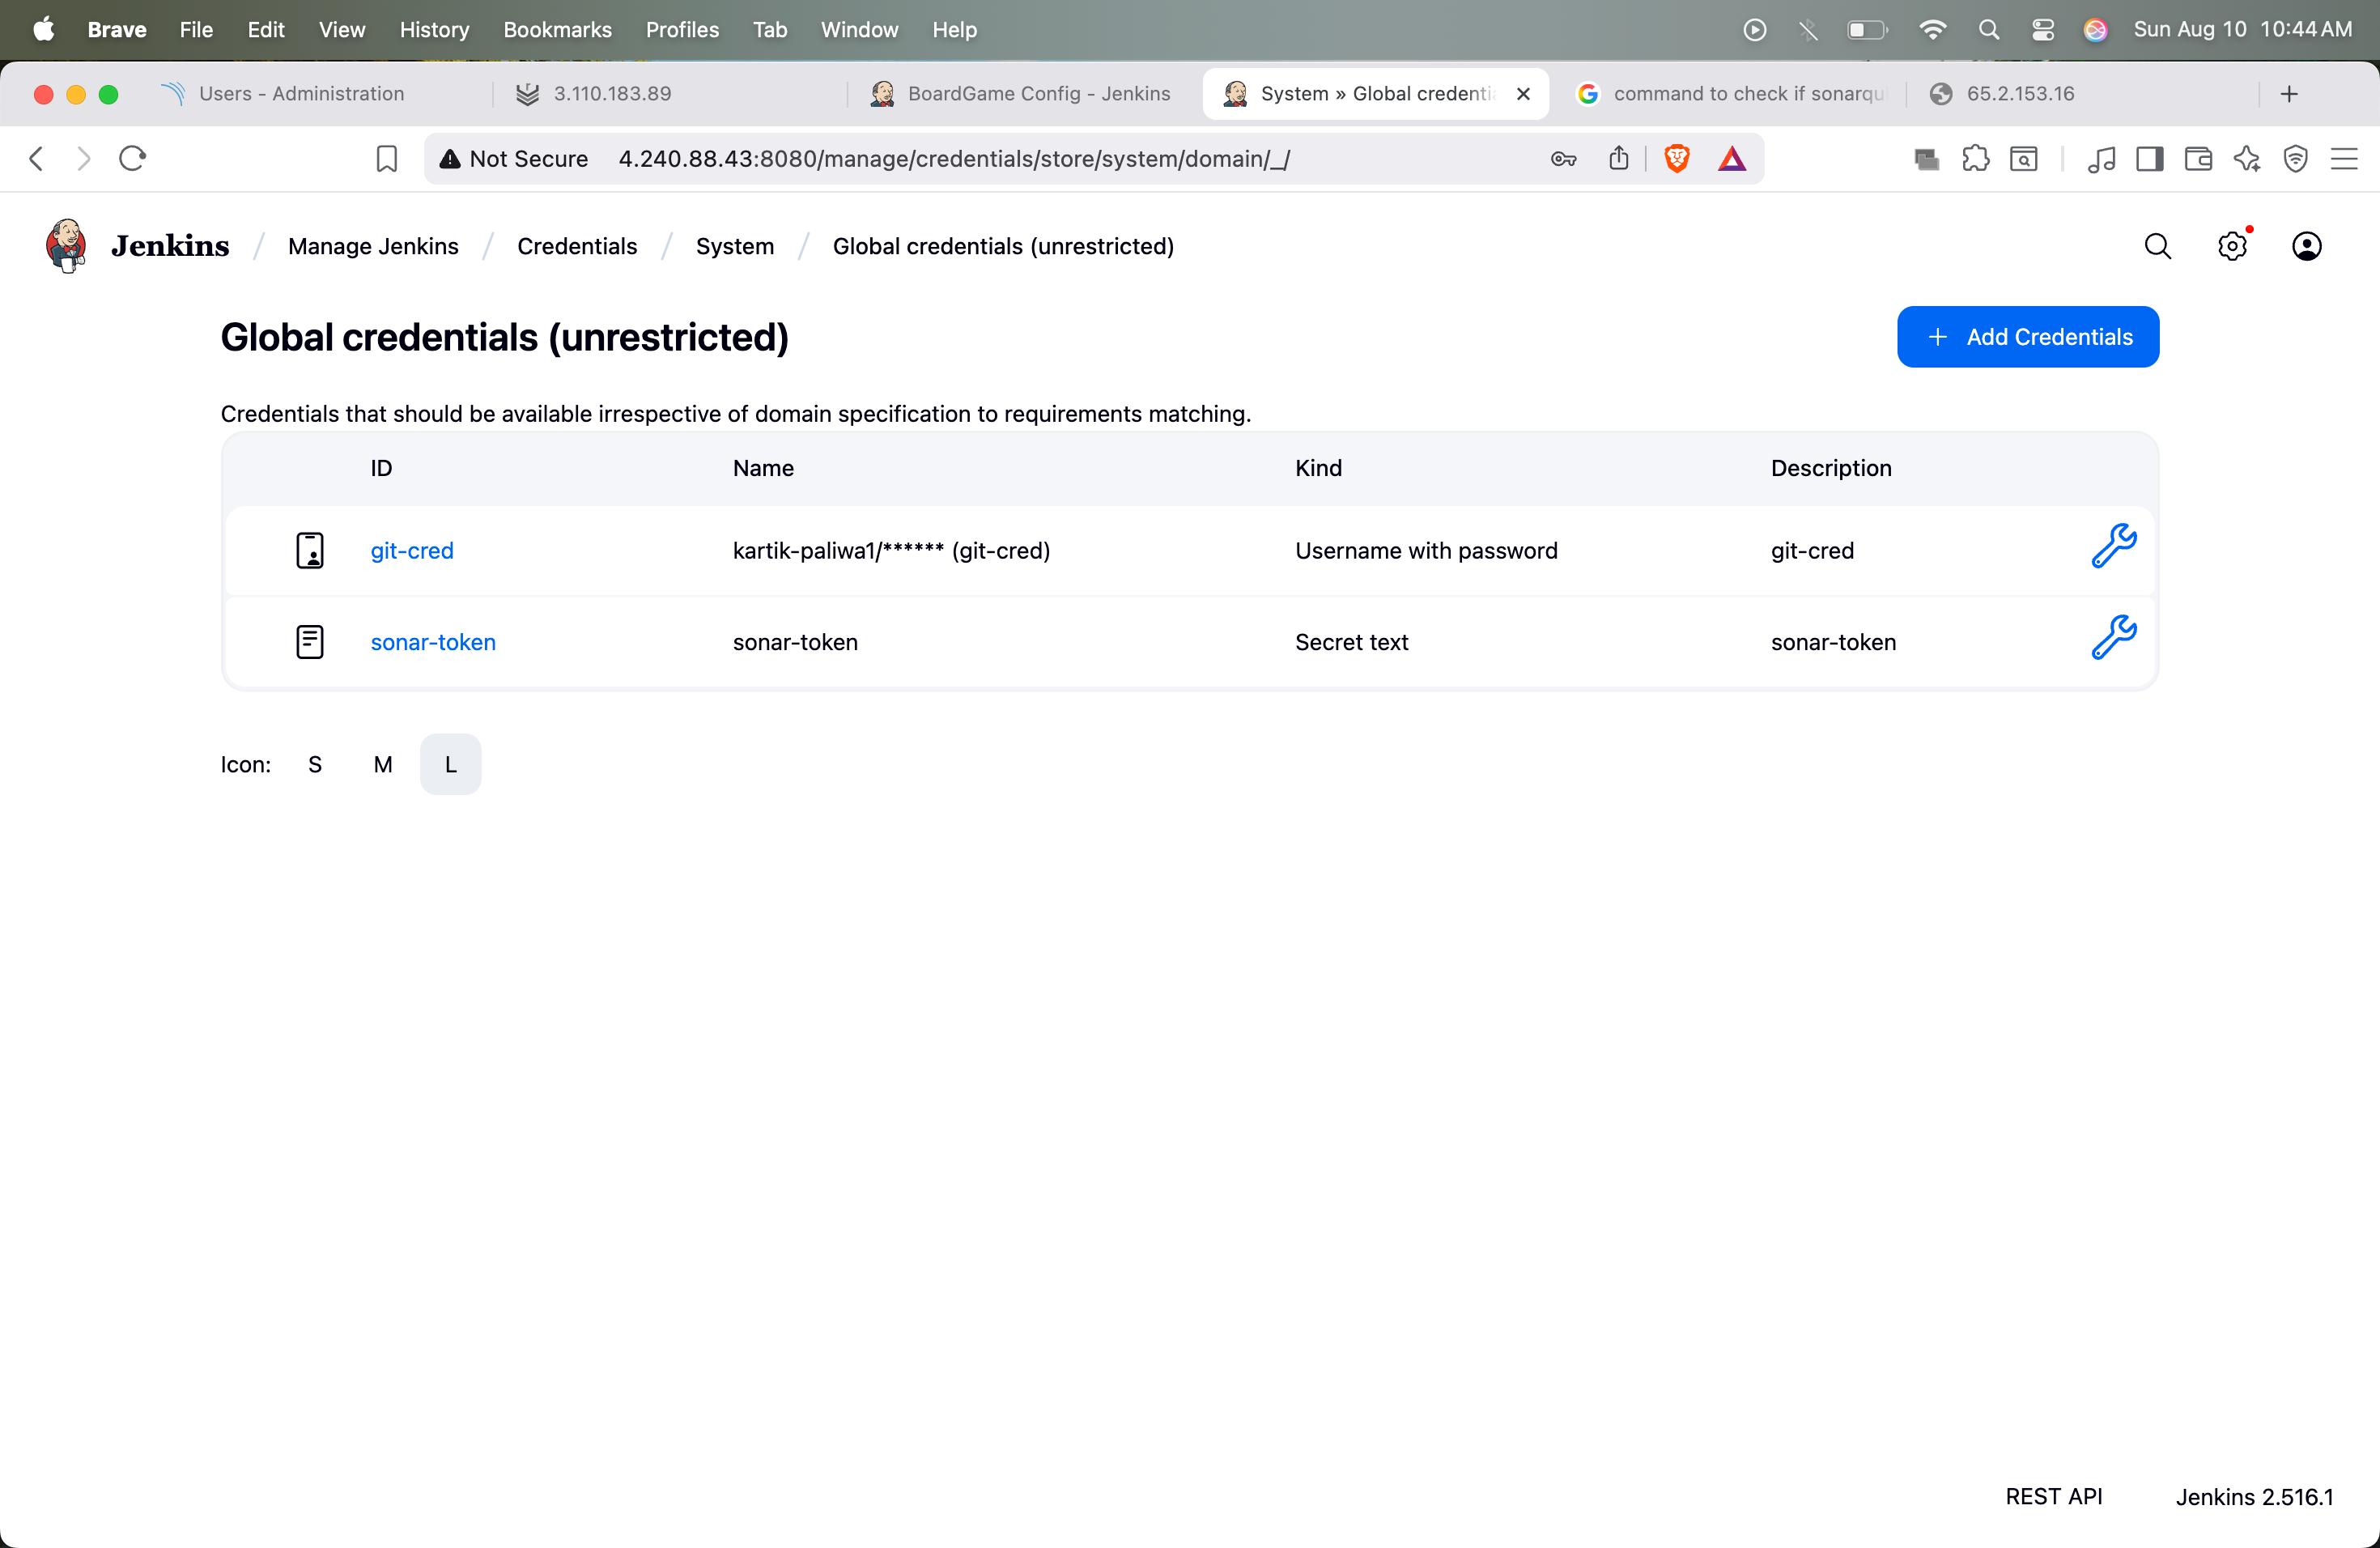 Brave File Edit View History Bookmarks Profiles Tab Window Help Sun Aug 10 10:44 AM
Users - Administration 3.110.183.89 BoardGame Config - Jenkins System » Global credenti command to check if sonarqu 65.2.153.16
Not Secure 4.240.88.43:8080/manage/credentials/store/system/domain/_/
Jenkins / Manage Jenkins / Credentials / System / Global credentials (unrestricted)
Global credentials (unrestricted)
+ Add Credentials
Credentials that should be available irrespective of domain specification to requirements matching.
ID Name Kind Description
git-cred kartik-paliwa1/****** (git-cred) Username with password git-cred
sonar-token sonar-token Secret text sonar-token
Icon: S M L
REST API Jenkins 2.516.1